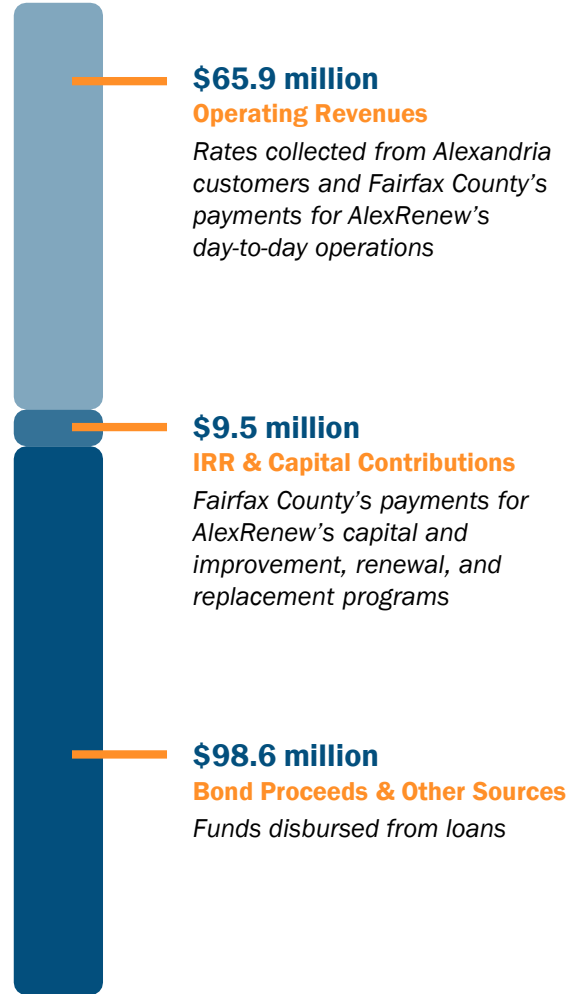 $65.9 million
Operating Revenues
Rates collected from Alexandria
customers and Fairfax County’s
payments for AlexRenew’s
day-to-day operations
$9.5 million
IRR & Capital Contributions
Fairfax County’s payments for
AlexRenew’s capital and
improvement, renewal, and
replacement programs
$98.6 million
Bond Proceeds & Other Sources
Funds disbursed from loans